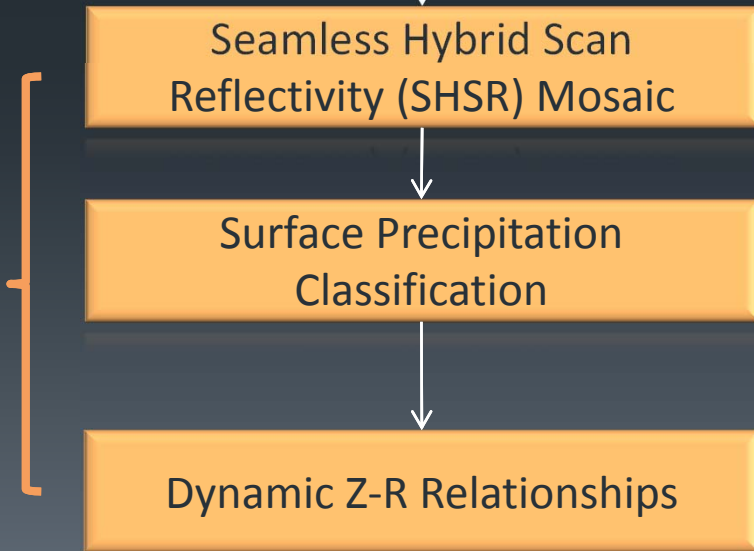 Seamless Hybrid Scan
Reflectivity (SHSR) Mosaic
Surface Precipitation
Classification
Dynamic Z-R Relationships